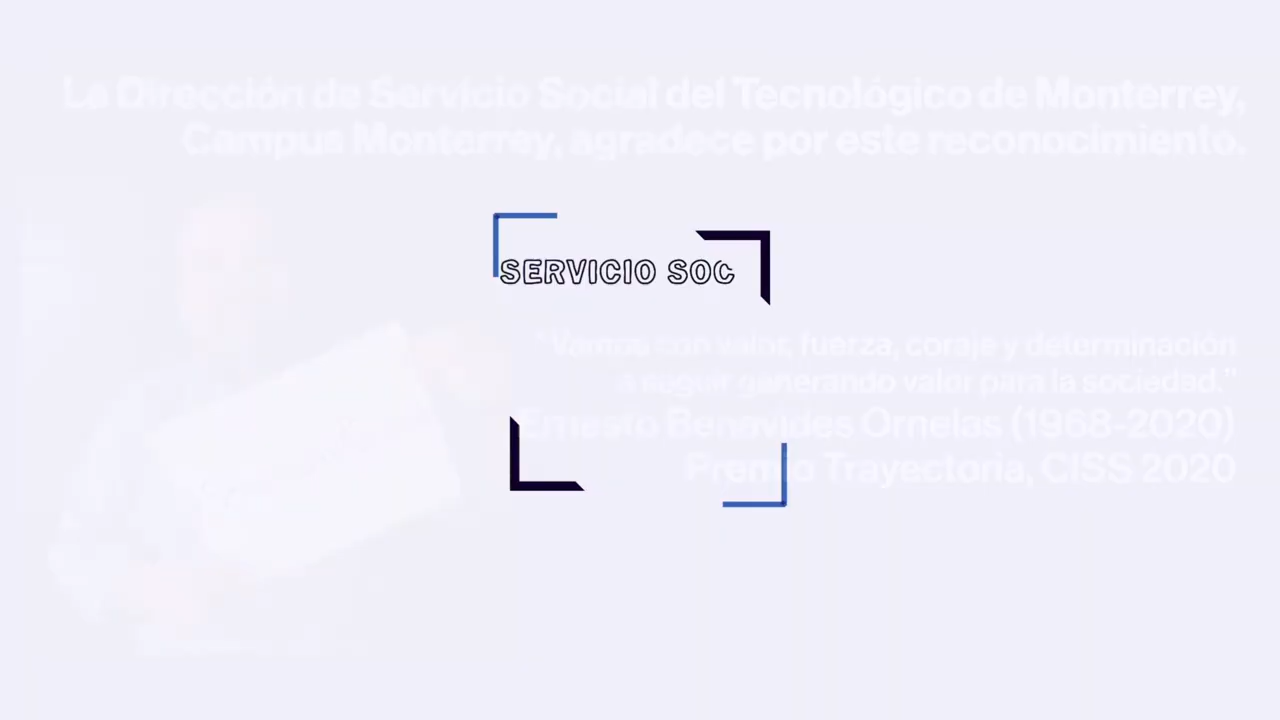 La Dirección de Servicio Social del Tecnológico de Monterrey,
Campus Monterrey, agradece por este reconocimiento.
SERVICIO SOC
"Vamos con valor, fuerza, coraje y determinación
a seguir generando valor para la sociedad."
Ernesto Benavides Ornelas (1968-2020)
Premio Trayectoria, CISS 2020